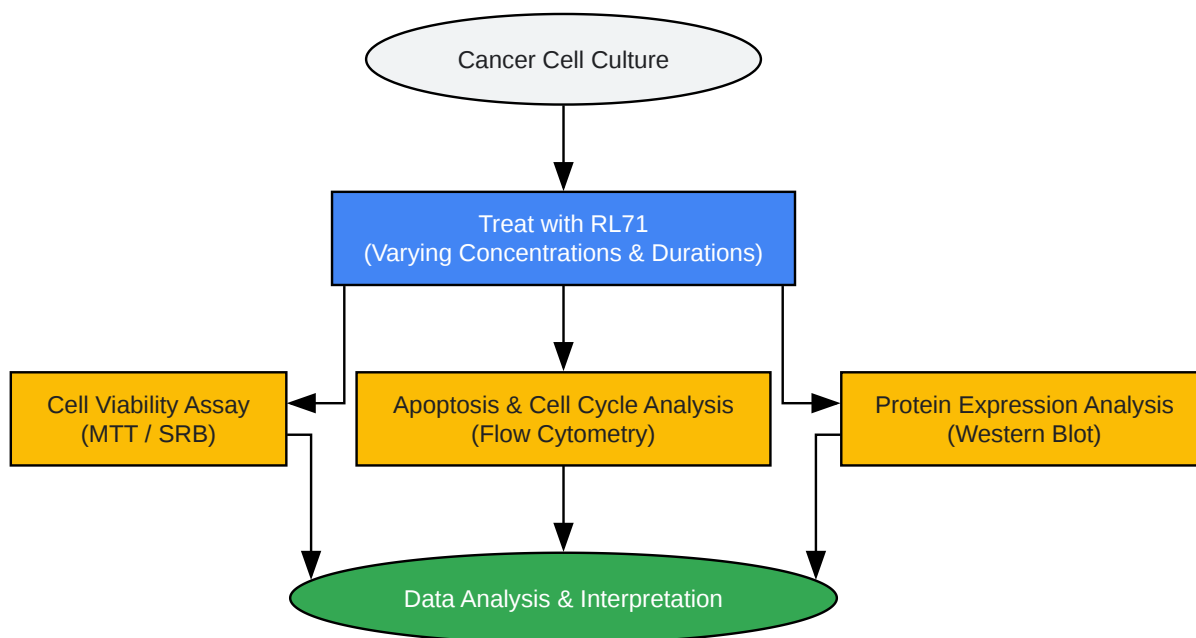 Cancer Cell Culture
Treat with RL71
(Varying Concentrations & Durations)
Cell Viability Assay
(MTT / SRB)
Apoptosis & Cell Cycle Analysis
(Flow Cytometry)
Protein Expression Analysis
(Western Blot)
Data Analysis & Interpretation